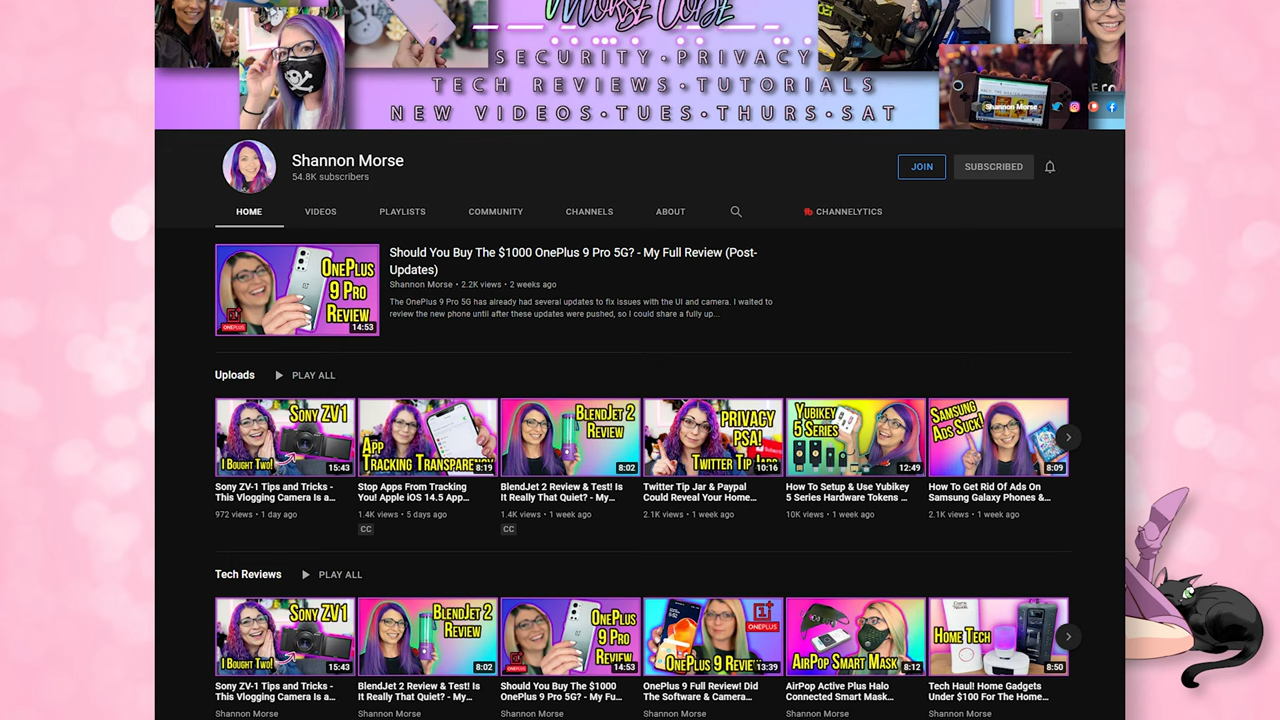 MORSE CODE
SECURITY • PRIVACY
TECH REVIEWS • TUTORIALS
NEW VIDEOS • TUES • THURS • SAT
Shannon Morse
Shannon Morse
54.8K subscribers
JOIN
SUBSCRIBED
HOME
VIDEOS
PLAYLISTS
COMMUNITY
CHANNELS
ABOUT
CHANNELYTICS
ONEPLUS
9 PRO
REVIEW
ONEPLUS
14:53
Should You Buy The $1000 OnePlus 9 Pro 5G? - My Full Review (Post-
Updates)
Shannon Morse • 2.2K views • 2 weeks ago
The OnePlus 9 Pro 5G has already had several updates to fix issues with the UI and camera. I waited to
review the new phone until after these updates were pushed, so I could share a fully up...
Uploads
PLAY ALL
SONY ZV1
I BOUGHT TWO!
15:43
APP
TRACKING TRANSPARENCY
8:19
BLENDJET 2
REVIEW
8:02
PRIVACY
PSA!
TWITTER TIP JARS
10:16
YUBIKEY
5 SERIES
12:49
SAMSUNG
ADS SUCK!
8:09
Sony ZV-1 Tips and Tricks -
This Vlogging Camera Is a...
972 views • 1 day ago
Stop Apps From Tracking
You! Apple iOS 14.5 App...
1.4K views • 5 days ago
CC
BlendJet 2 Review & Test! Is
It Really That Quiet? - My...
1.4K views • 1 week ago
CC
Twitter Tip Jar & Paypal
Could Reveal Your Home...
2.1K views • 1 week ago
How To Setup & Use Yubikey
5 Series Hardware Tokens ...
10K views • 1 week ago
How To Get Rid Of Ads On
Samsung Galaxy Phones &...
2.1K views • 1 week ago
Tech Reviews
PLAY ALL
SONY ZV1
I BOUGHT TWO!
15:43
BLENDJET 2
REVIEW
8:02
ONEPLUS
9 PRO
REVIEW
ONEPLUS
14:53
ONEPLUS
ONEPLUS 9 REVIEW
13:39
AIRPOP SMART MASK
8:12
HOME TECH
8:50
Sony ZV-1 Tips and Tricks -
This Vlogging Camera Is a...
Shannon Morse
BlendJet 2 Review & Test! Is
It Really That Quiet? - My...
Shannon Morse
Should You Buy The $1000
OnePlus 9 Pro 5G? - My Fu...
Shannon Morse
OnePlus 9 Full Review! Did
The Software & Camera...
Shannon Morse
AirPop Active Plus Halo
Connected Smart Mask...
Shannon Morse
Tech Haul! Home Gadgets
Under $100 For The Home...
Shannon Morse